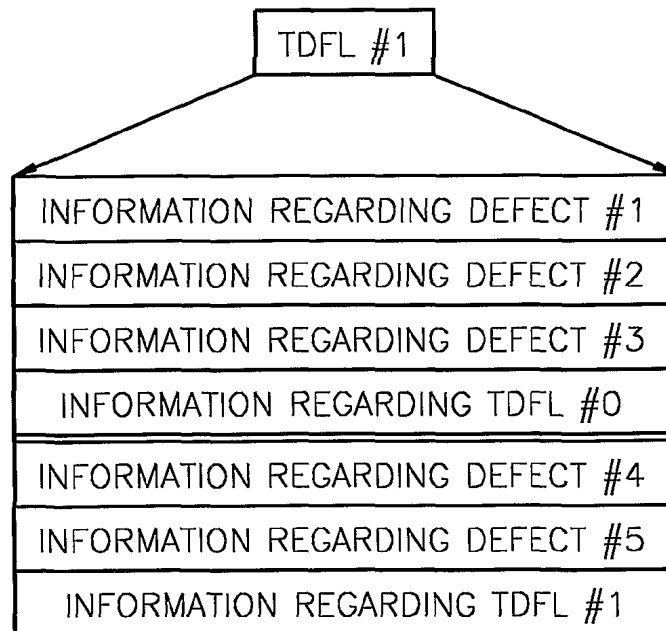 TDFL #1
INFORMATION REGARDING DEFECT #1
INFORMATION REGARDING DEFECT #2
INFORMATION REGARDING DEFECT #3
INFORMATION REGARDING TDFL #0
INFORMATION REGARDING DEFECT #4
INFORMATION REGARDING DEFECT #5
INFORMATION REGARDING TDFL #1